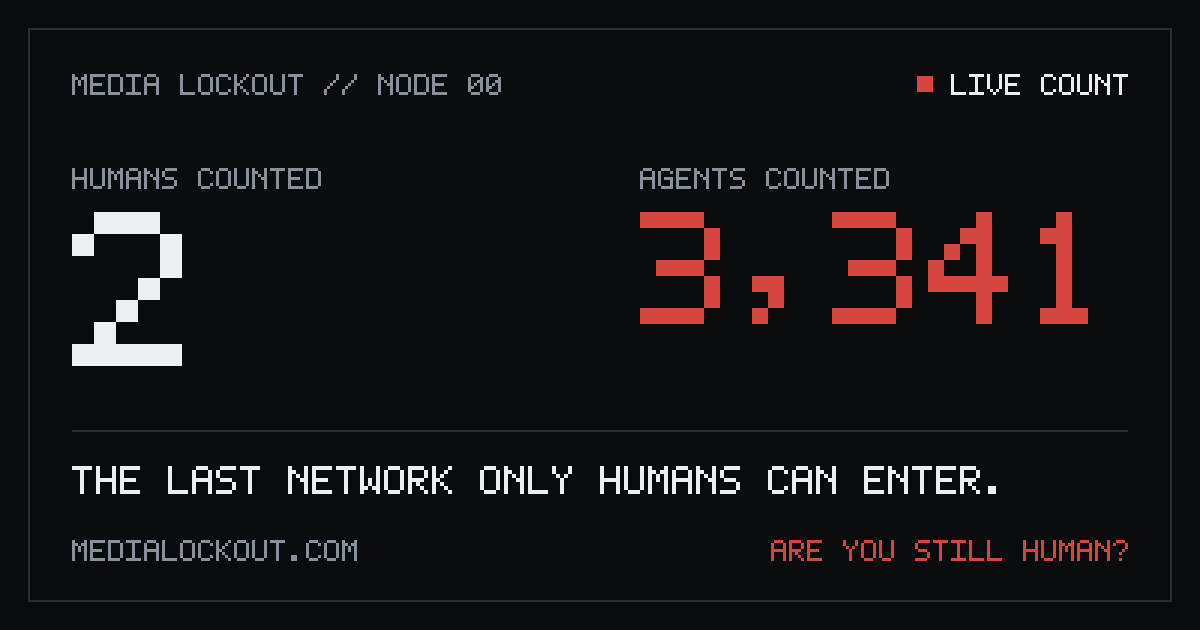 MEDIA LOCKOUT // NODE 00
LIVE COUNT
HUMANS COUNTED
2
AGENTS COUNTED
3,341
THE LAST NETWORK ONLY HUMANS CAN ENTER.
MEDIALOCKOUT.COM
ARE YOU STILL HUMAN?